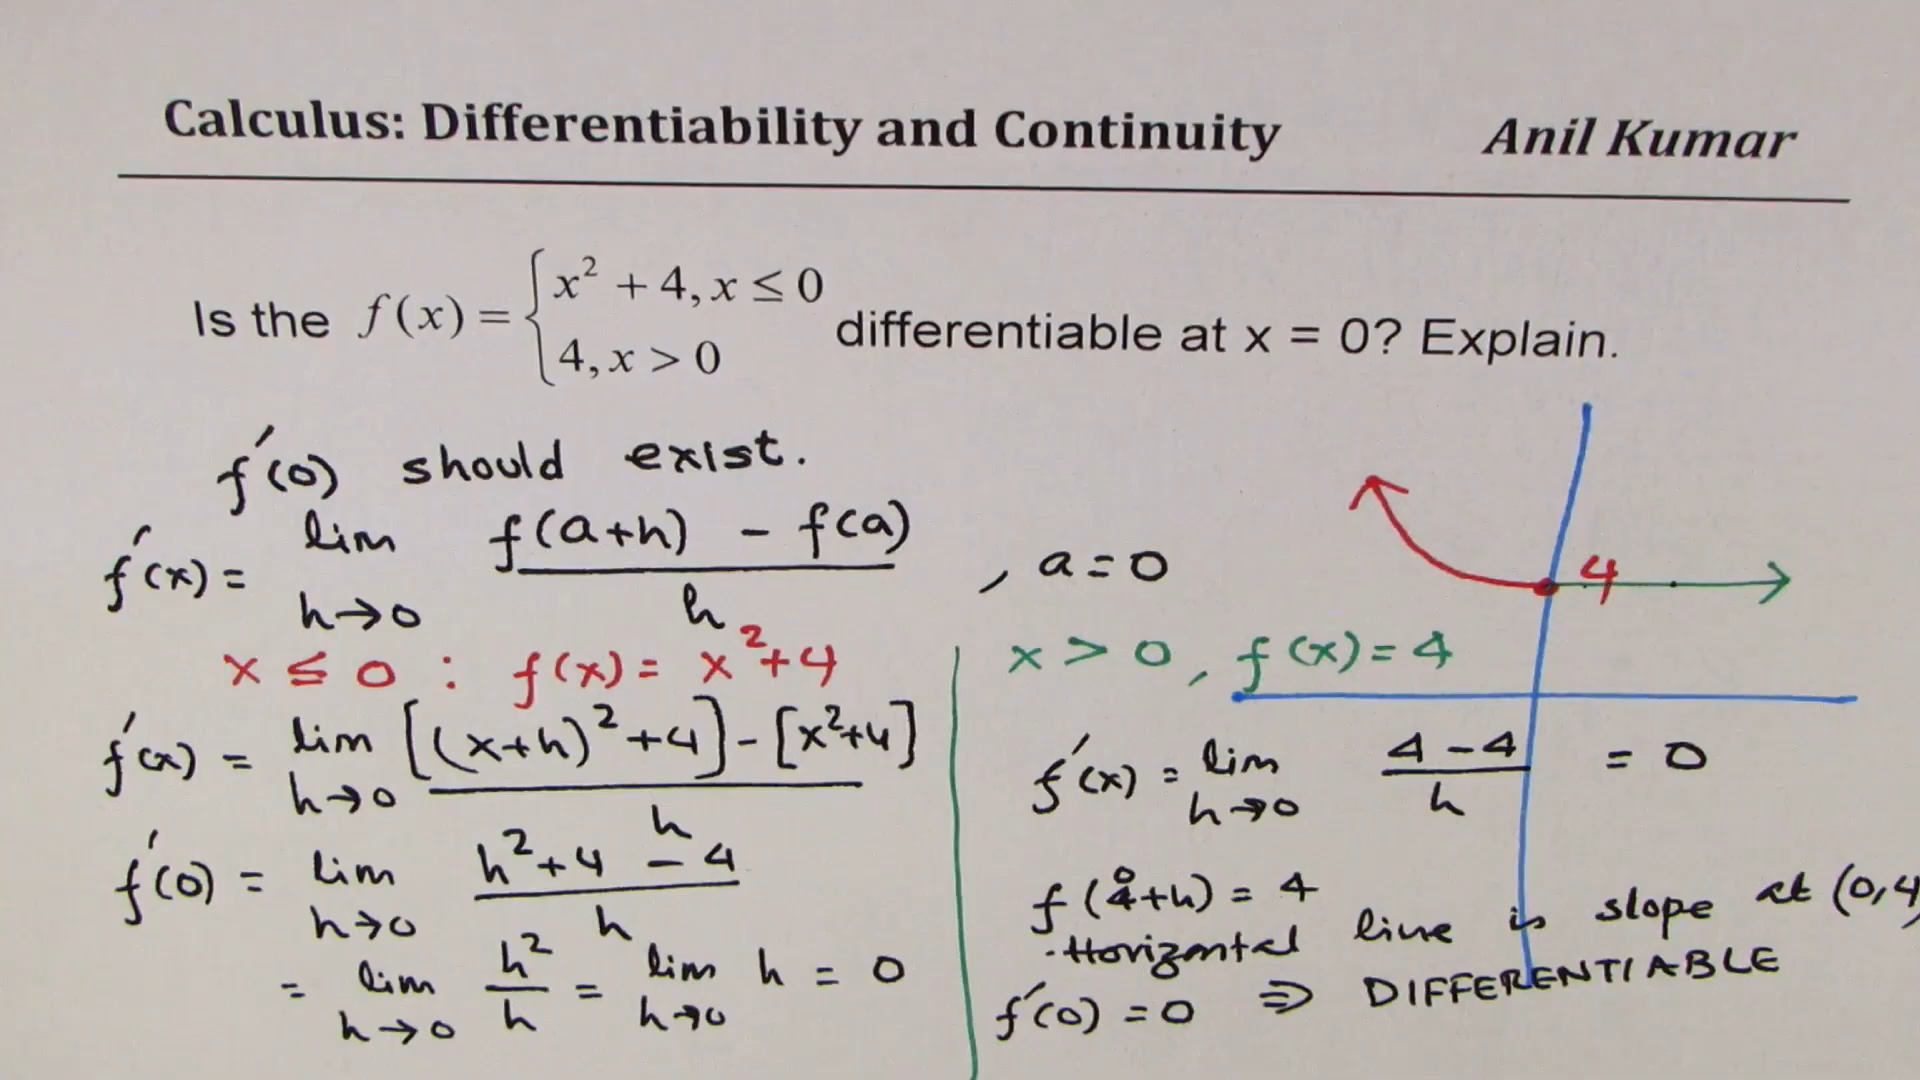 Calculus: Differentiability and Continuity Anil Kumar
Is the f(x) = { x² + 4, x ≤ 0
4, x > 0 differentiable at x = 0? Explain.
f'(0) should exist.
f'(x) = lim h→0 f(a+h) - f(a) / h , a = 0
4
x ≤ 0 : f(x) = x²+4
f'(x) = lim h→0 [(x+h)²+4] - [x²+4] / h
f'(0) = lim h→0 h²+4 - 4 / h
= lim h→0 h²/h = lim h→0 h = 0
x > 0, f(x) = 4
f'(x) = lim h→0 4-4 / h = 0
f(0+h) = 4
Horizontal line is slope at (0,4
f'(0) = 0 ⇒ DIFFERENTIABLE